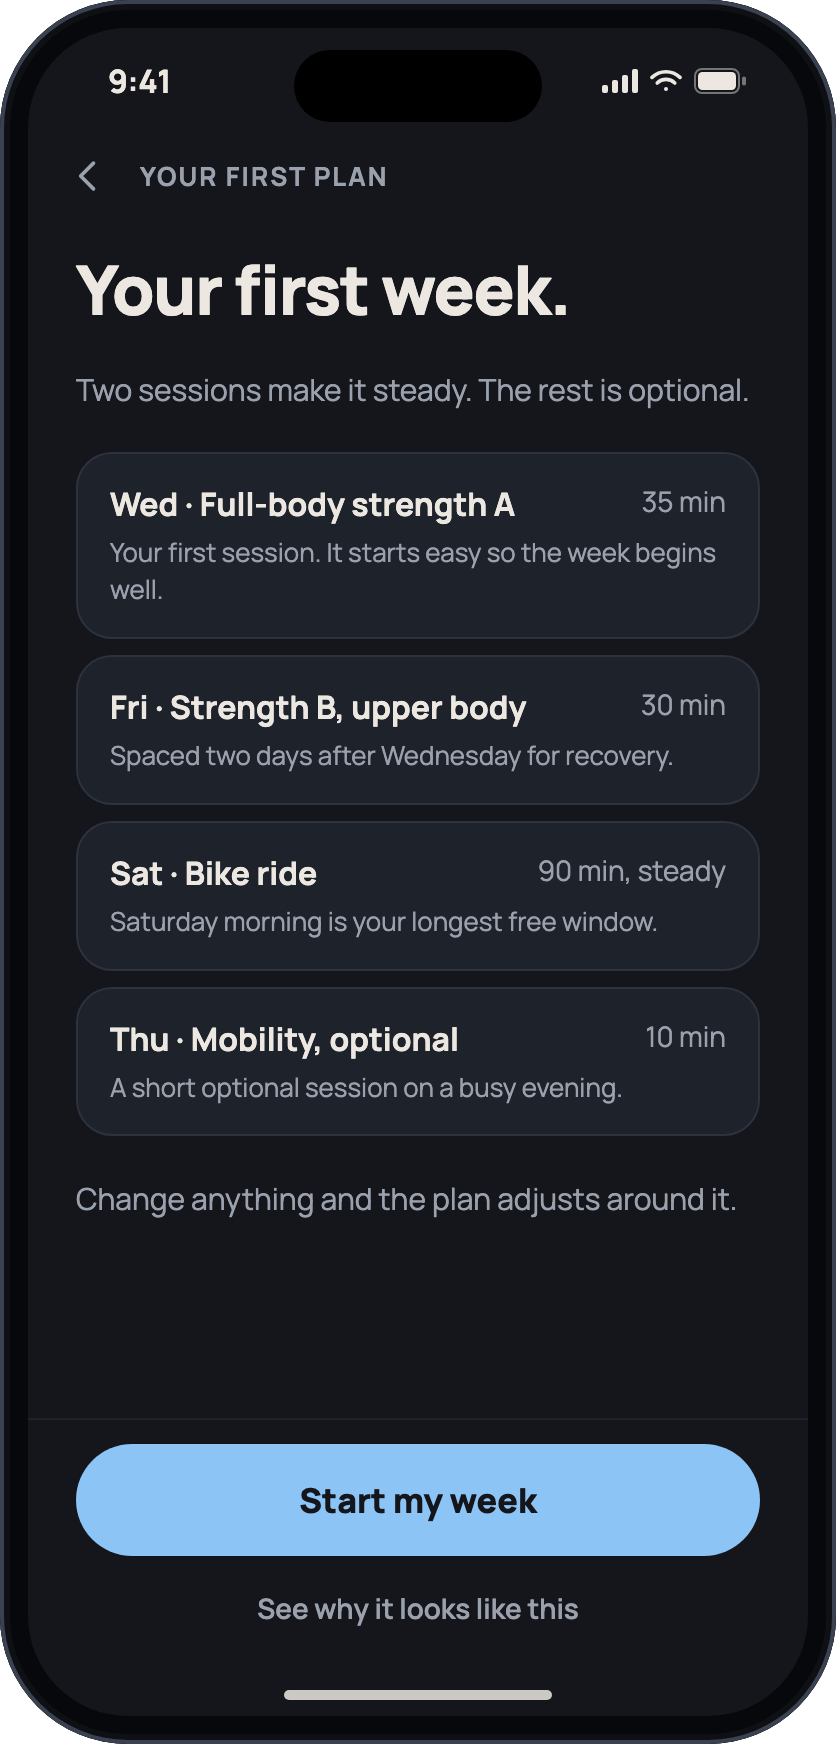 9:41
YOUR FIRST PLAN
Your first week.
Two sessions make it steady. The rest is optional.
Wed · Full-body strength A 35 min
Your first session. It starts easy so the week begins
well.
Fri · Strength B, upper body 30 min
Spaced two days after Wednesday for recovery.
Sat · Bike ride 90 min, steady
Saturday morning is your longest free window.
Thu · Mobility, optional 10 min
A short optional session on a busy evening.
Change anything and the plan adjusts around it.
Start my week
See why it looks like this